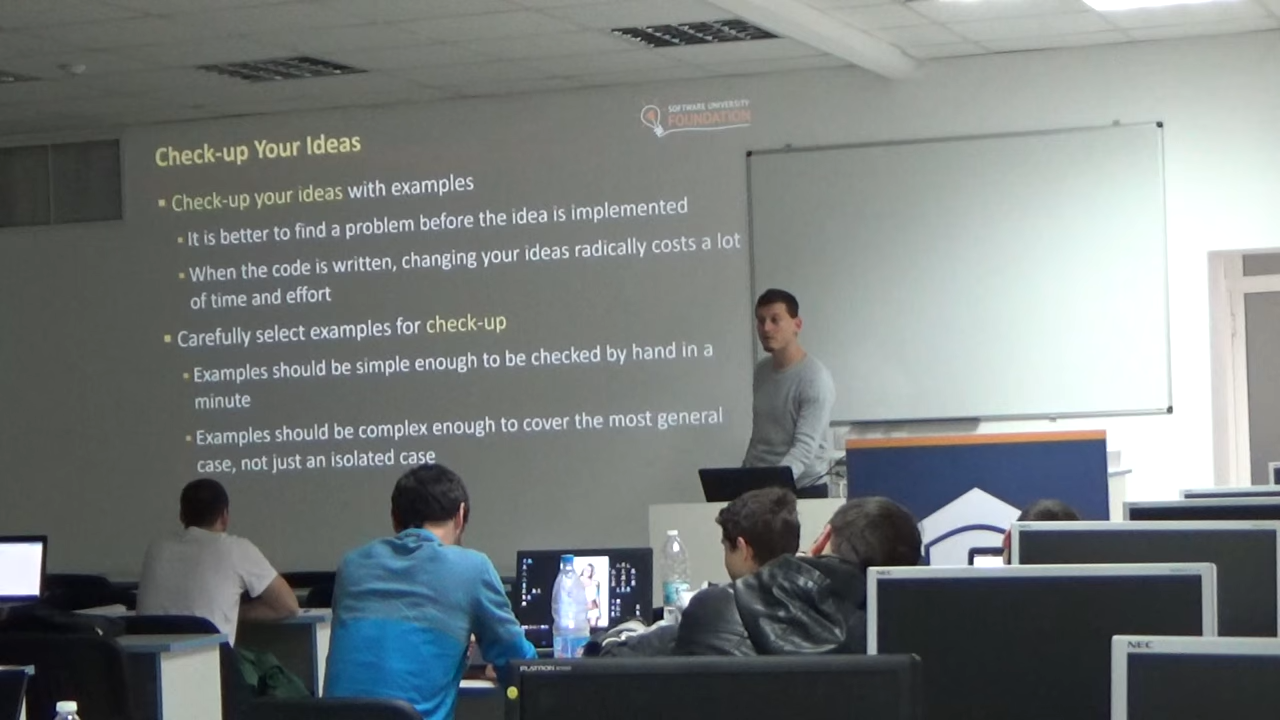 SOFTWARE UNIVERSITY
FOUNDATION
Check-up Your Ideas
▪ Check-up your ideas with examples
▪ It is better to find a problem before the idea is implemented
▪ When the code is written, changing your ideas radically costs a lot
of time and effort
▪ Carefully select examples for check-up
▪ Examples should be simple enough to be checked by hand in a
minute
▪ Examples should be complex enough to cover the most general
case, not just an isolated case
NEC
NEC